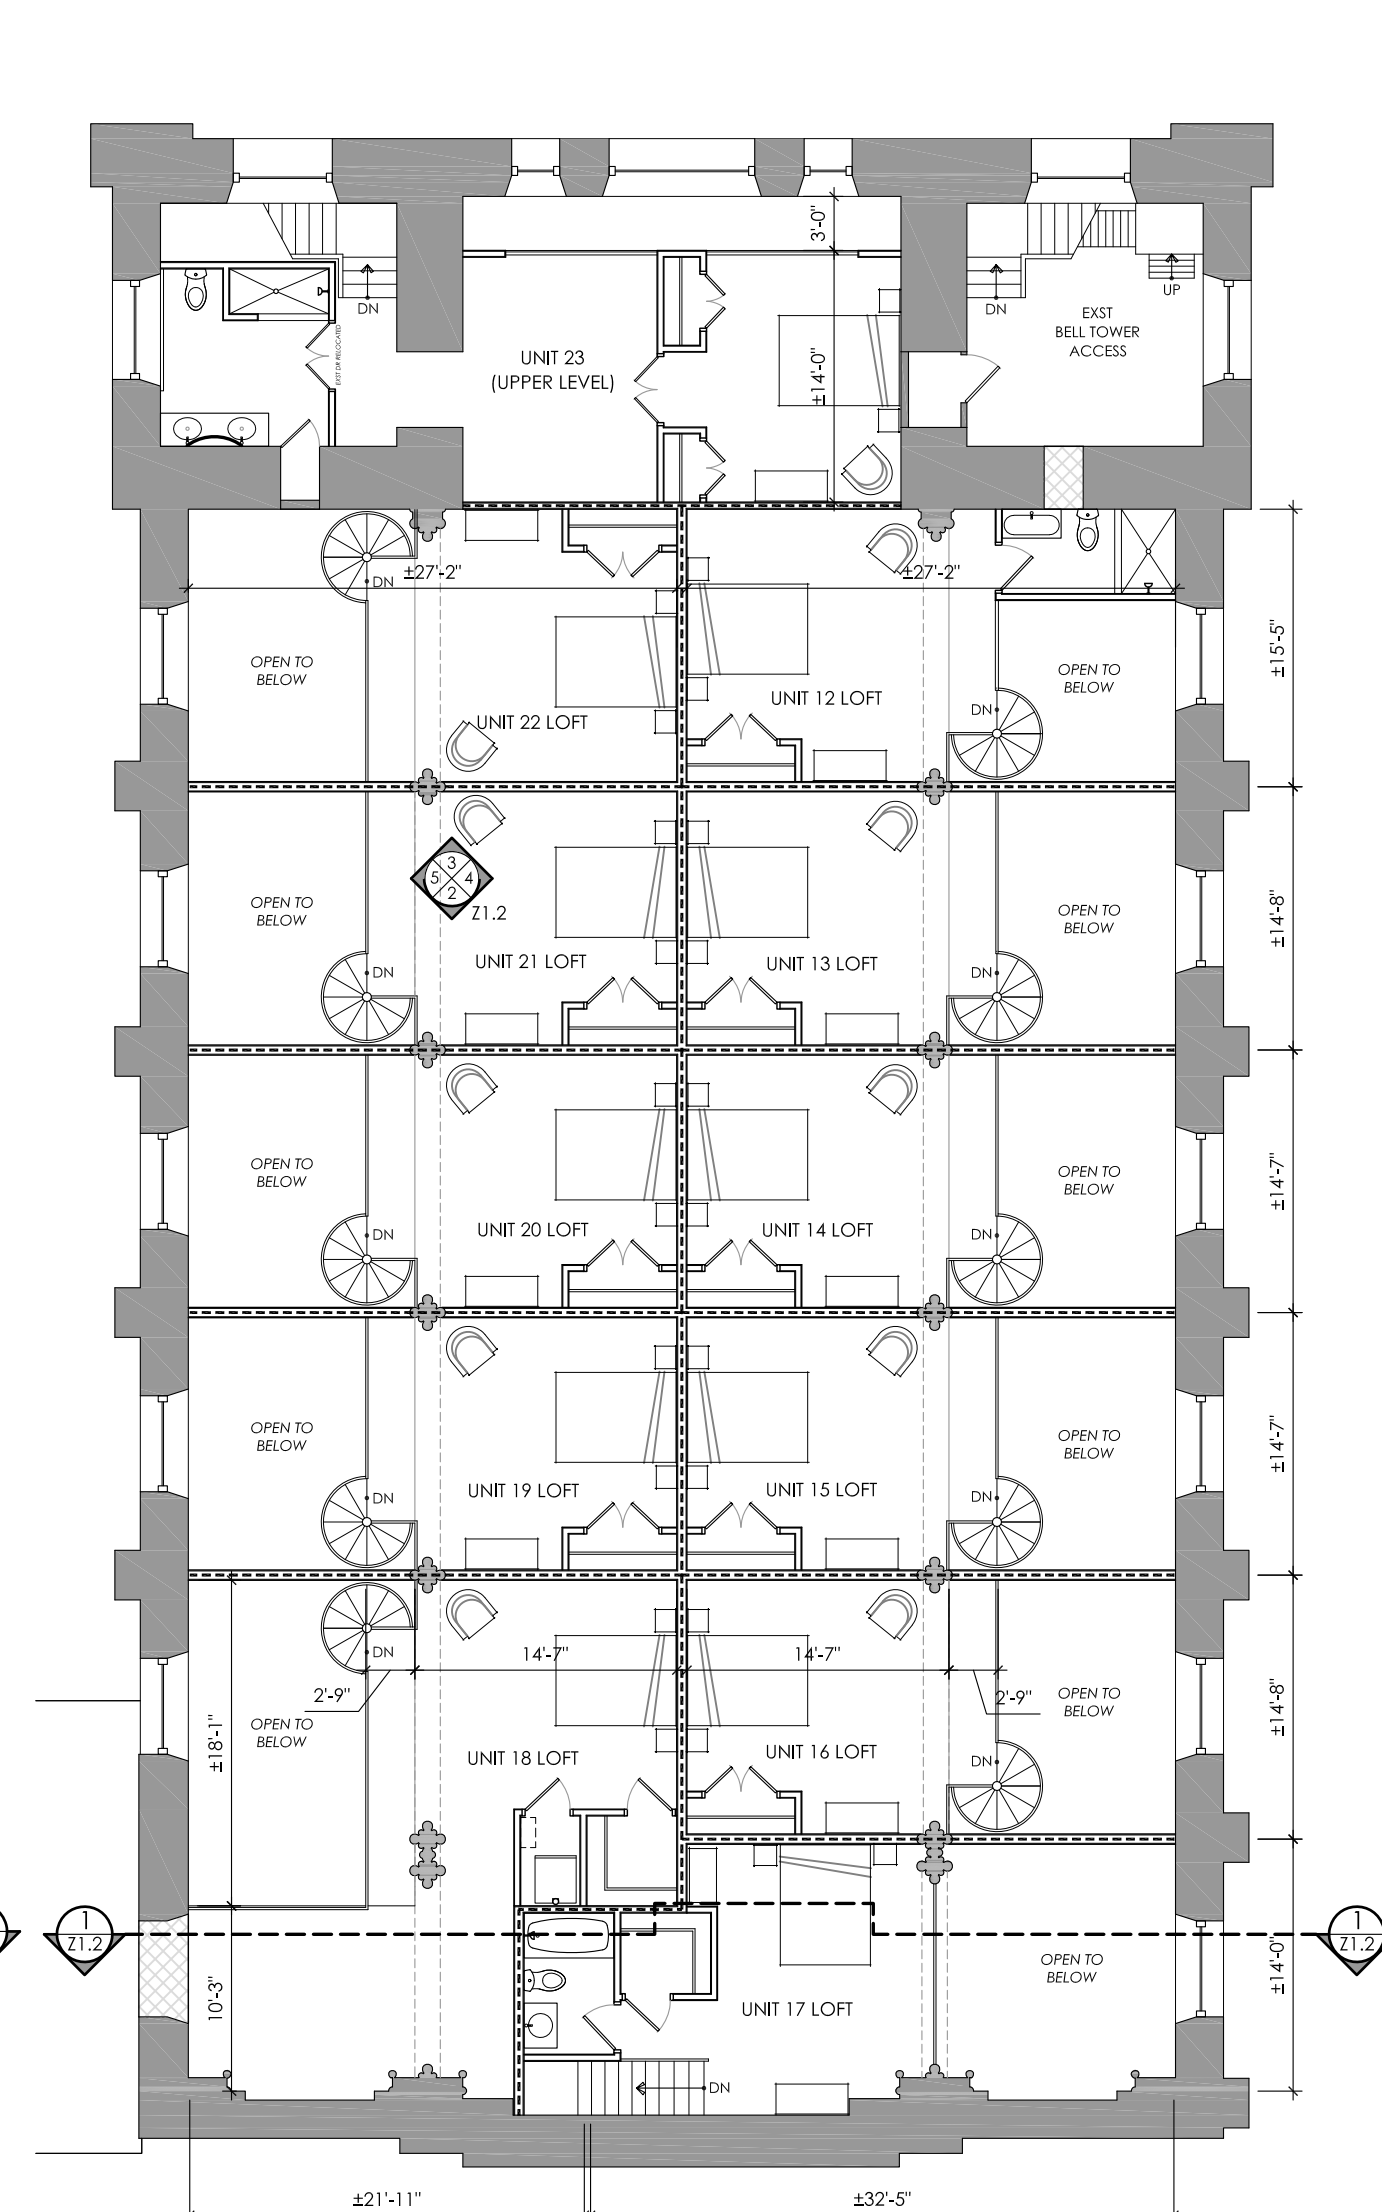 3'-0"
DN
DN
UP
EXST
BELL TOWER
ACCESS
EXST DR RELOCATED
UNIT 23
(UPPER LEVEL)
±14'-0"
DN
±27'-2"
±27'-2"
±15'-5"
OPEN TO
BELOW
OPEN TO
BELOW
UNIT 22 LOFT
UNIT 12 LOFT
DN
3
5 4
2
Z1.2
OPEN TO
BELOW
OPEN TO
BELOW
±14'-8"
UNIT 21 LOFT
UNIT 13 LOFT
DN
DN
OPEN TO
BELOW
OPEN TO
BELOW
±14'-7"
UNIT 20 LOFT
UNIT 14 LOFT
DN
DN
OPEN TO
BELOW
OPEN TO
BELOW
±14'-7"
UNIT 19 LOFT
UNIT 15 LOFT
DN
DN
DN
14'-7"
14'-7"
2'-9"
2'-9"
OPEN TO
BELOW
OPEN TO
BELOW
±14'-8"
±18'-1"
UNIT 18 LOFT
UNIT 16 LOFT
DN
1
Z1.2
1
Z1.2
OPEN TO
BELOW
±14'-0"
10'-3"
UNIT 17 LOFT
DN
±21'-11"
±32'-5"